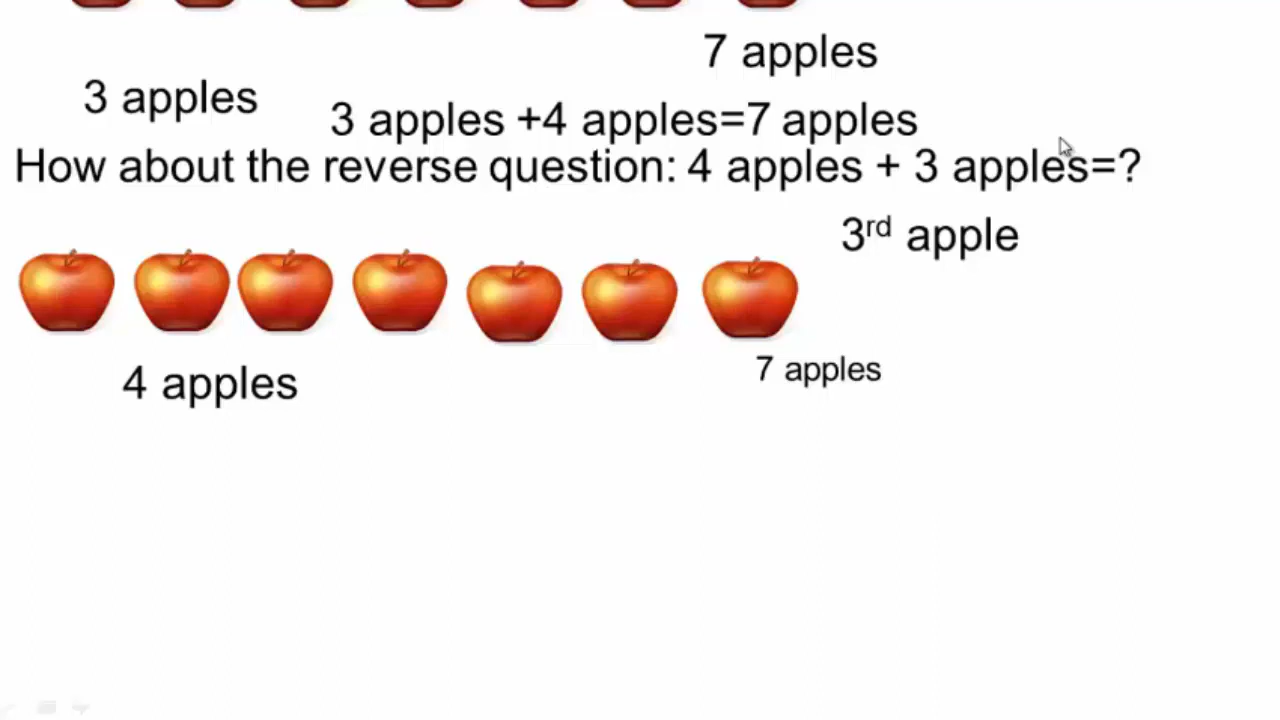 7 apples
3 apples
3 apples +4 apples=7 apples
How about the reverse question: 4 apples + 3 apples=?
3rd apple
4 apples
7 apples